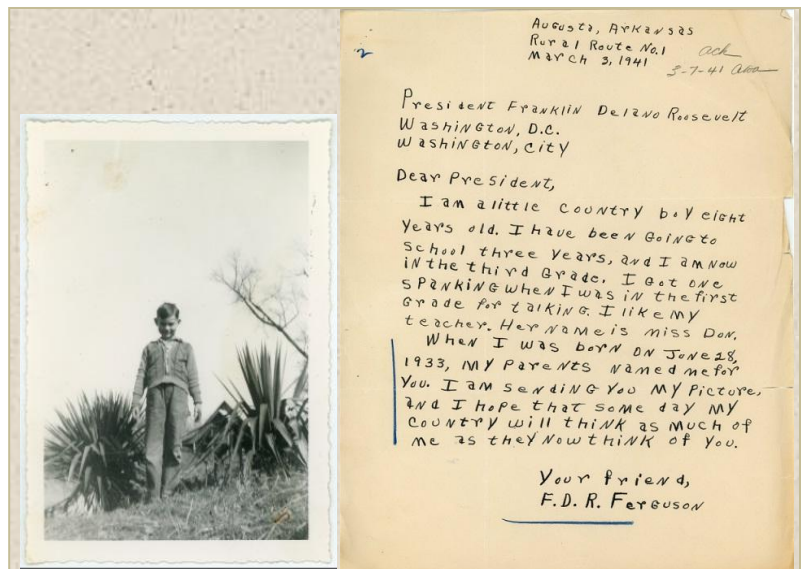 2
Augusta, Arkansas
Rural Route No.1
March 3, 1941
ack
3-7-41
President Franklin Delano Roosevelt
Washington, D.C.
Washington, City
Dear President,
I am a little country boy eight
years old. I have been going to
school three years, and I am now
in the third grade. I got one
spanking when I was in the first
grade for talking. I like my
teacher. Her name is miss Don.
When I was born on June 28,
1933, my parents named me for
you. I am sending you my picture,
and I hope that some day my
country will think as much of
me as they now think of you.
Your friend,
F.D.R. Ferguson